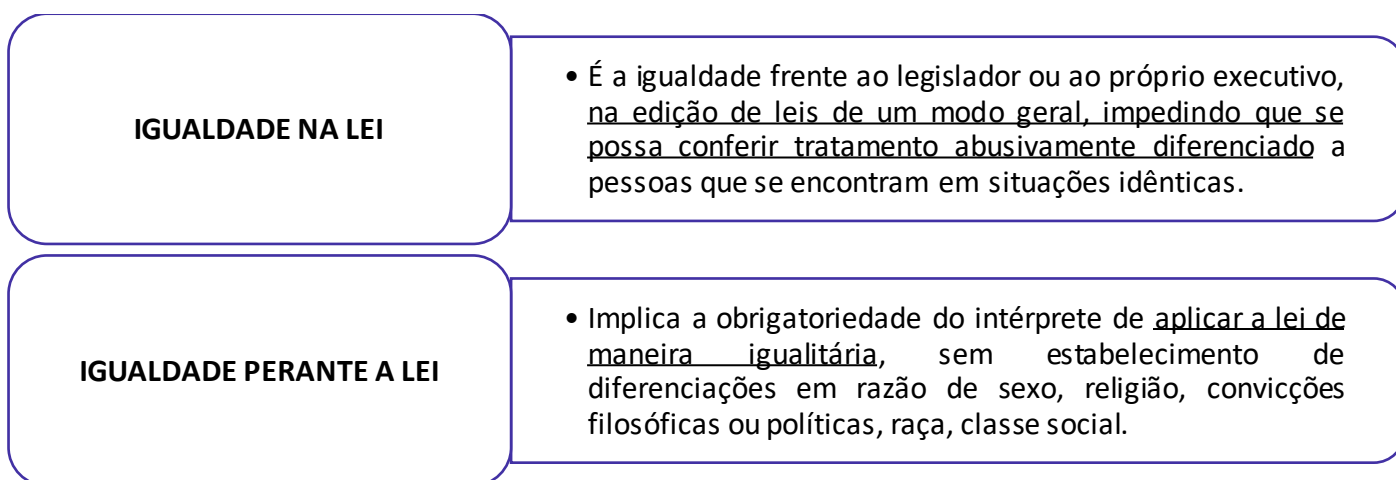 IGUALDADE NA LEI
• É a igualdade frente ao legislador ou ao próprio executivo,
na edição de leis de um modo geral, impedindo que se
possa conferir tratamento abusivamente diferenciado a
pessoas que se encontram em situações idênticas.
IGUALDADE PERANTE A LEI
• Implica a obrigatoriedade do intérprete de aplicar a lei de
maneira igualitária, sem estabelecimento de
diferenciações em razão de sexo, religião, convicções
filosóficas ou políticas, raça, classe social.